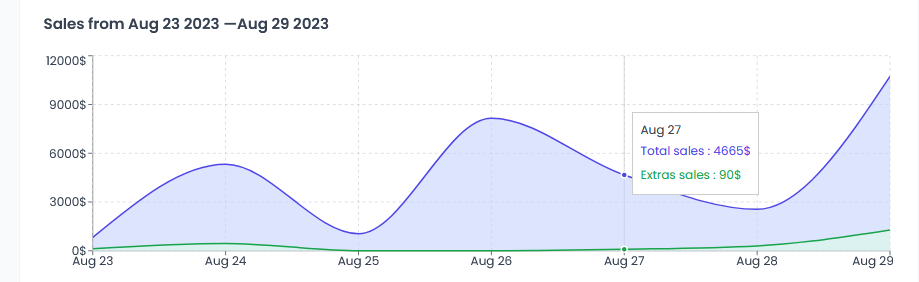 Sales from Aug 23 2023 —Aug 29 2023
12000$
9000$
6000$
3000$
0$
Aug 27
Total sales : 4665$
Extras sales : 90$
Aug 23
Aug 24
Aug 25
Aug 26
Aug 27
Aug 28
Aug 29